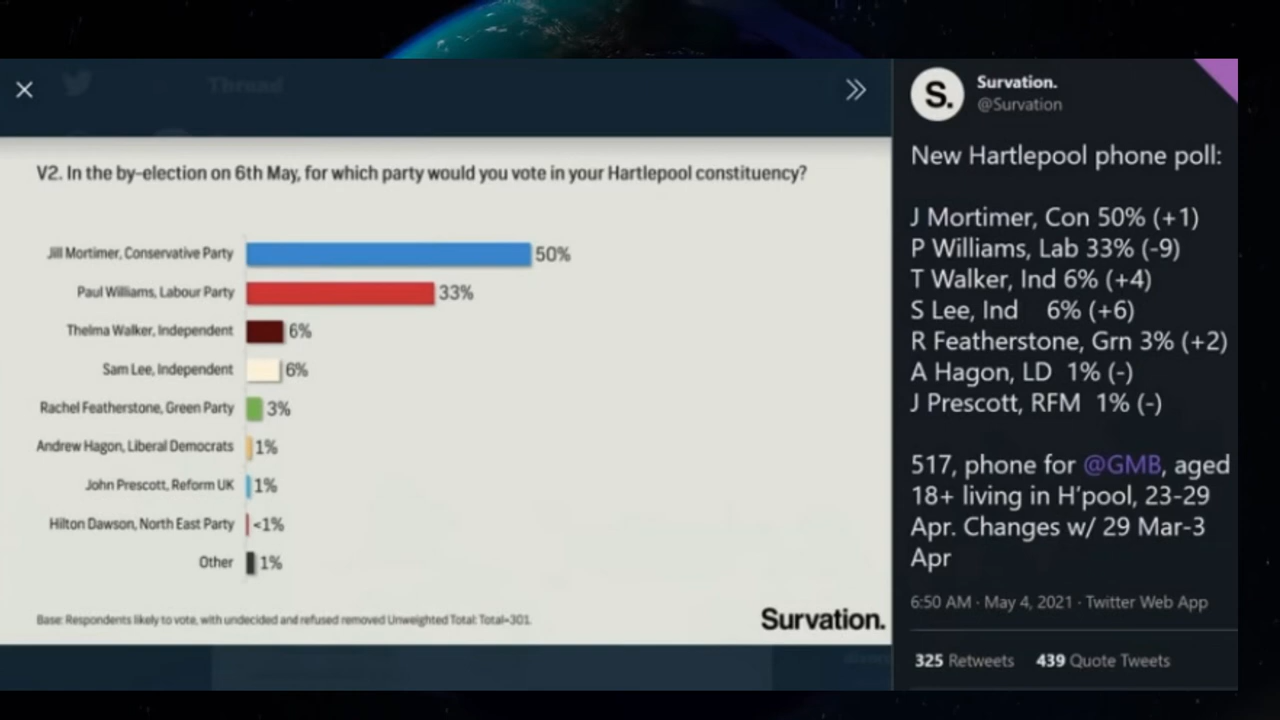 Thread
V2. In the by-election on 6th May, for which party would you vote in your Hartlepool constituency?
Jill Mortimer, Conservative Party 50%
Paul Williams, Labour Party 33%
Thelma Walker, Independent 6%
Sam Lee, Independent 6%
Rachel Featherstone, Green Party 3%
Andrew Hagon, Liberal Democrats 1%
John Prescott, Reform UK 1%
Hilton Dawson, North East Party <1%
Other 1%
Base: Respondents likely to vote, with undecided and refused removed Unweighted Total: Total=301.
Survation.
S.
Survation.
@Survation
New Hartlepool phone poll:
J Mortimer, Con 50% (+1)
P Williams, Lab 33% (-9)
T Walker, Ind 6% (+4)
S Lee, Ind 6% (+6)
R Featherstone, Grn 3% (+2)
A Hagon, LD 1% (-)
J Prescott, RFM 1% (-)
517, phone for @GMB, aged
18+ living in H'pool, 23-29
Apr. Changes w/ 29 Mar-3
Apr
6:50 AM · May 4, 2021 · Twitter Web App
325 Retweets 439 Quote Tweets